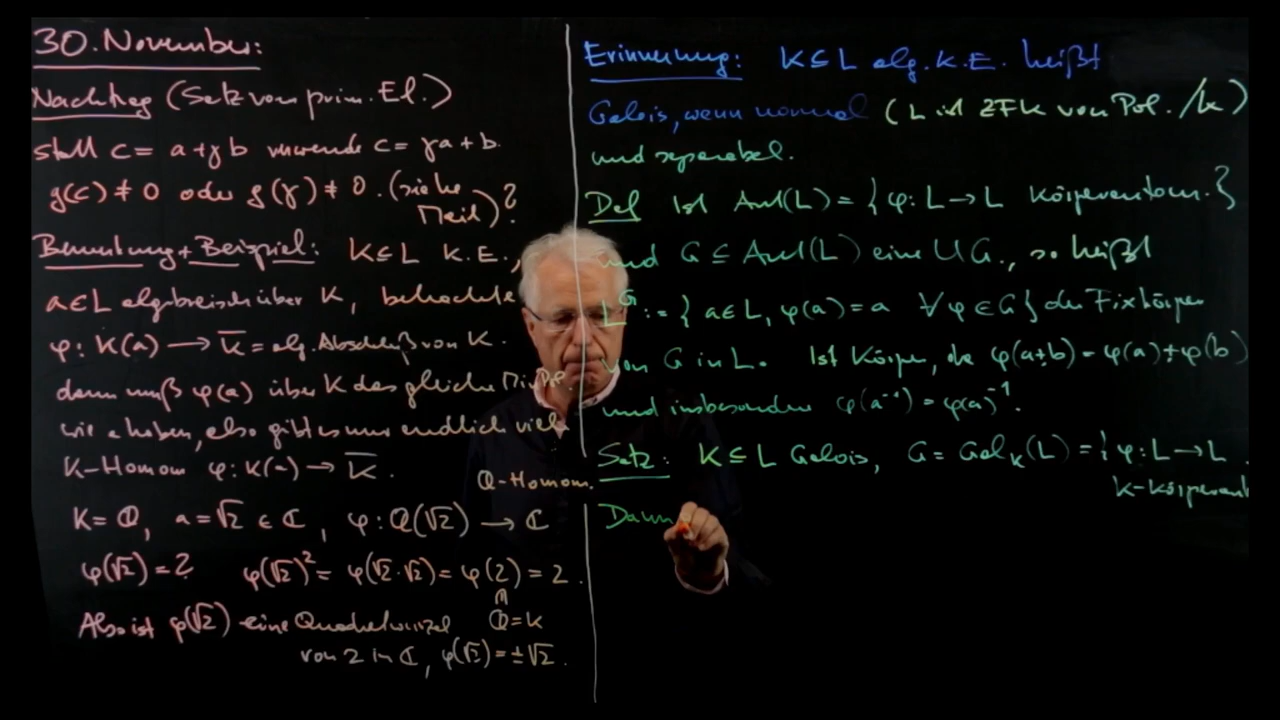 30. November:
Nachtrag (Satz vom prim. El.)
statt c = a+γb verwende c = γa+b.
g(c) ≠ 0 oder g(γ) ≠ 0. (siehe
Mail)?
Bemerkung + Beispiel: K ⊆ L K.E.,
a ∈ L algebraisch über K, betrachte
φ: K(a) → K̅ = alg. Abschluß von K.
dann muß φ(a) über K das gleiche MiPo
wie a haben, also gibt es nur endlich viele
K-Homom φ: K(a) → K̅.
Q-Homom.
K = ℚ, a = √2 ∈ ℂ, φ: ℚ(√2) → ℂ
φ(√2) = ? φ(√2)² = φ(√2·√2) = φ(2) = 2.
Also ist φ(√2) eine Quadratwurzel ℚ = K
von 2 in ℂ, φ(√2) = ±√2.
Erinnerung: K ⊆ L alg. K.E. heißt
Galois, wenn normal (L ist ZFK von Pol. /K)
und separabel.
Def Ist Aut(L) = { φ: L → L Körperautom. }
und G ⊆ Aut(L) eine UG., so heißt
L^G := { a ∈ L, φ(a) = a ∀ φ ∈ G } der Fixkörper
von G in L. Ist Körper, da φ(a±b) = φ(a) ± φ(b)
und insbesondere φ(a⁻¹) = φ(a)⁻¹.
Satz: K ⊆ L Galois, G = Gal_K(L) = { φ: L → L
K-Körperaut
Dann